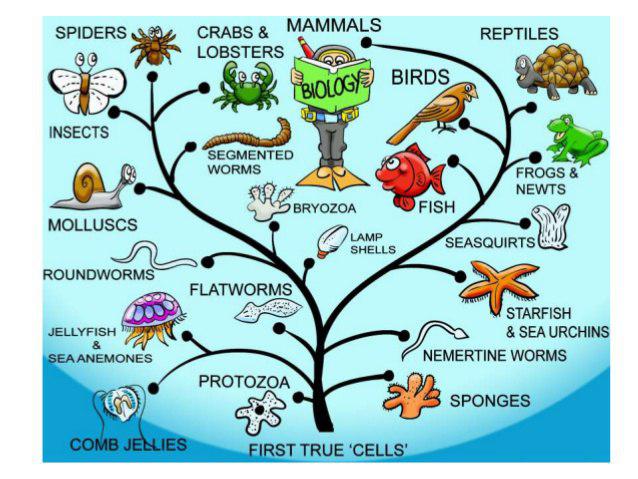 MAMMALS
SPIDERS
CRABS &
LOBSTERS
REPTILES
BIOLOGY
BIRDS
INSECTS
SEGMENTED
WORMS
FROGS &
NEWTS
MOLLUSCS
BRYOZOA
FISH
LAMP
SHELLS
SEASQUIRTS
ROUNDWORMS
FLATWORMS
STARFISH
& SEA URCHINS
JELLYFISH
&
SEA ANEMONES
NEMERTINE WORMS
PROTOZOA
SPONGES
COMB JELLIES
FIRST TRUE 'CELLS'